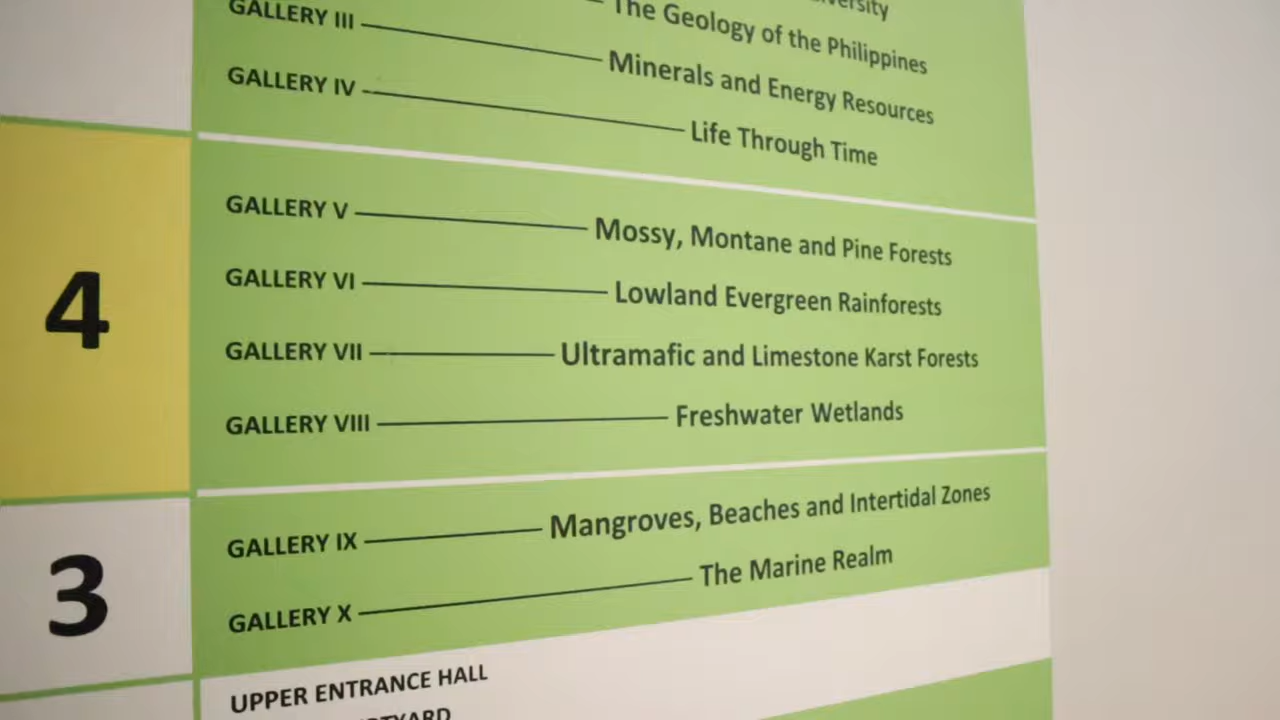 The Geology of the Philippines
GALLERY III Minerals and Energy Resources
GALLERY IV Life Through Time
4
GALLERY V Mossy, Montane and Pine Forests
GALLERY VI Lowland Evergreen Rainforests
GALLERY VII Ultramafic and Limestone Karst Forests
GALLERY VIII Freshwater Wetlands
3
GALLERY IX Mangroves, Beaches and Intertidal Zones
GALLERY X The Marine Realm
UPPER ENTRANCE HALL